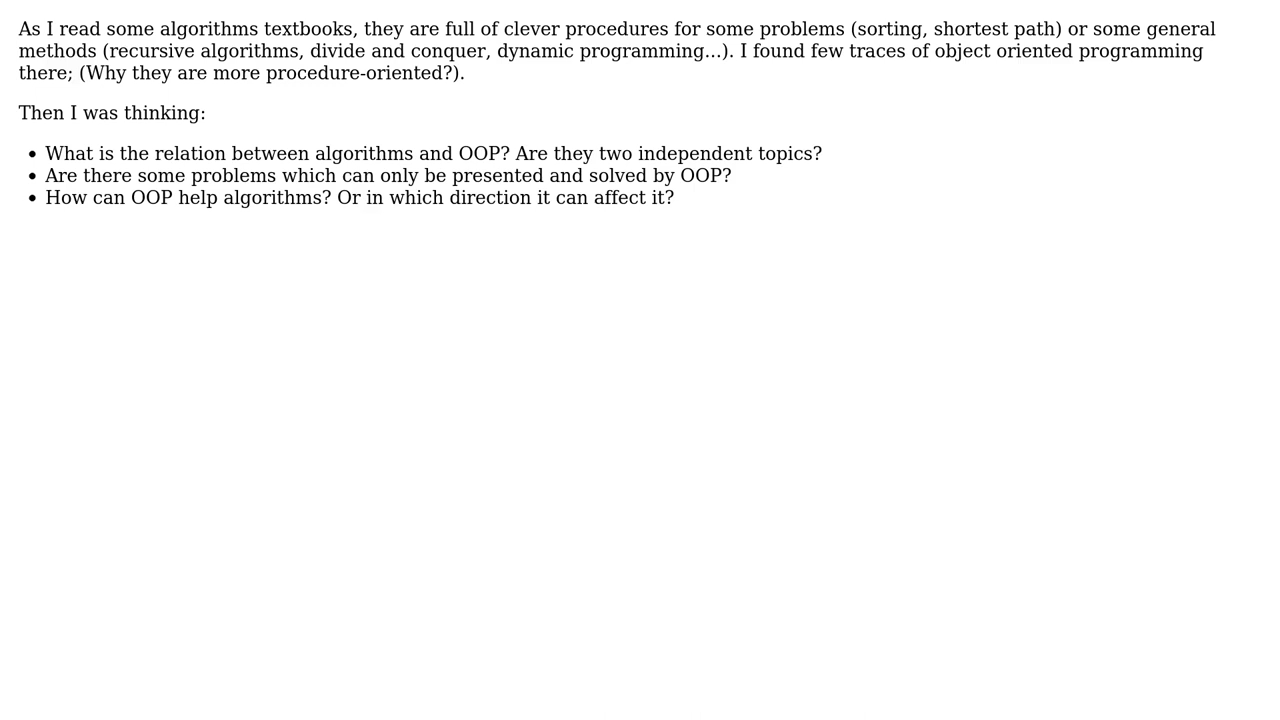 As I read some algorithms textbooks, they are full of clever procedures for some problems (sorting, shortest path) or some general
methods (recursive algorithms, divide and conquer, dynamic programming...). I found few traces of object oriented programming
there; (Why they are more procedure-oriented?).
Then I was thinking:
• What is the relation between algorithms and OOP? Are they two independent topics?
• Are there some problems which can only be presented and solved by OOP?
• How can OOP help algorithms? Or in which direction it can affect it?